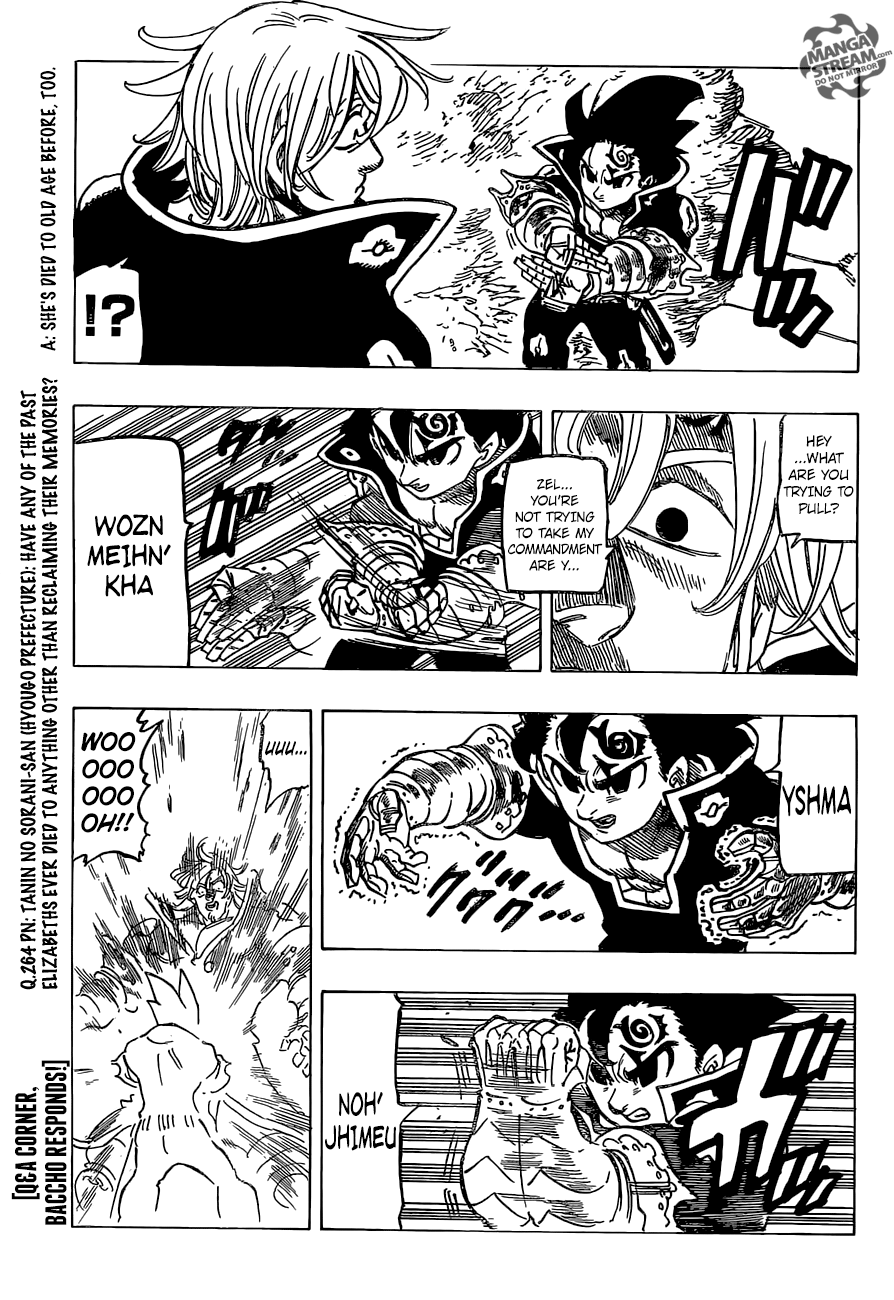 MANGA
STREAM.com
DO NOT MIRROR
!?
HEY
...WHAT
ARE YOU
TRYING TO
PULL?
ZEL...
YOU'RE
NOT TRYING
TO TAKE MY
COMMANDMENT
ARE Y...
WOZN
MEIHN'
KHA
YSHMA
UUU...
WOO
OOO
OOO
OH!!
NOH'
JHIMEU
[Q&A CORNER,
BACCHO RESPONDS!]
Q.264 PN: TANIN NO SORANI-SAN (HYOUGO PREFECTURE): HAVE ANY OF THE PAST
ELIZABETHS EVER DIED TO ANYTHING OTHER THAN RECLAIMING THEIR MEMORIES?
A: SHE'S DIED TO OLD AGE BEFORE, TOO.